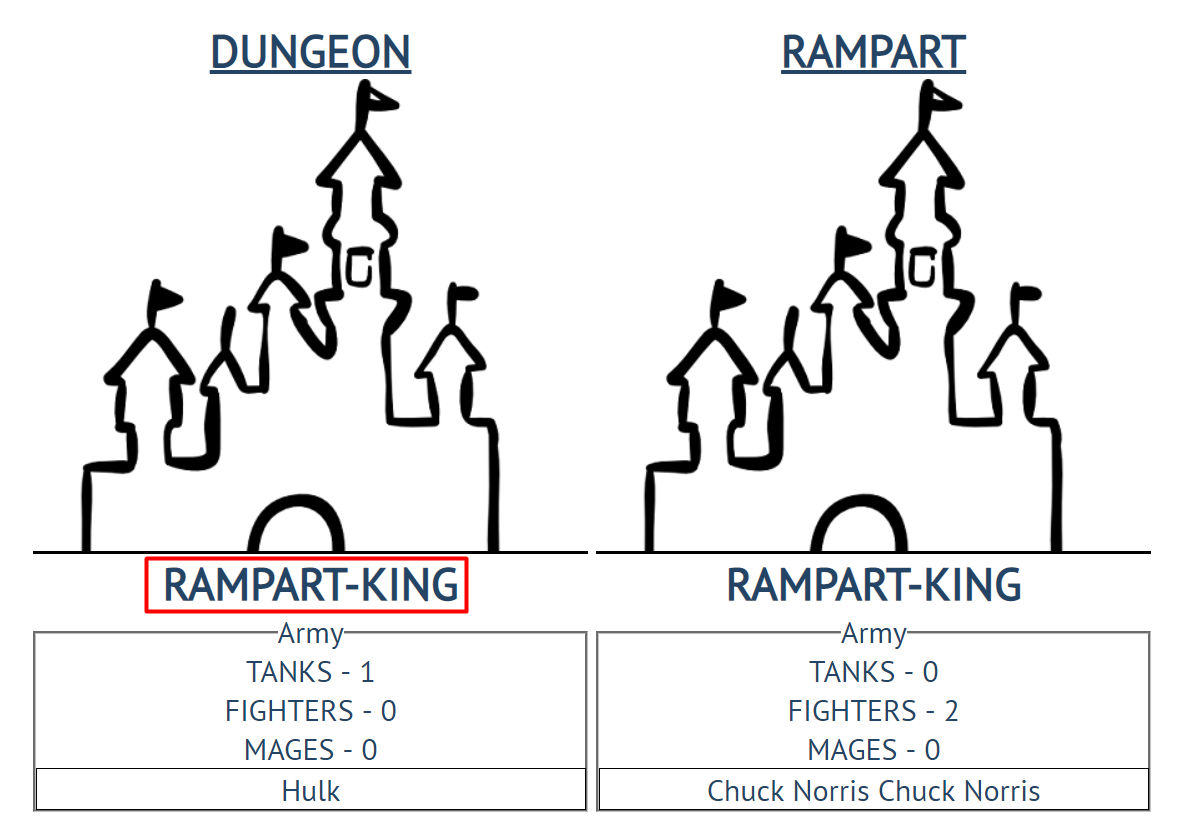 DUNGEON
RAMPART-KING
Army
TANKS - 1
FIGHTERS - 0
MAGES - 0
Hulk
RAMPART
RAMPART-KING
Army
TANKS - 0
FIGHTERS - 2
MAGES - 0
Chuck Norris Chuck Norris